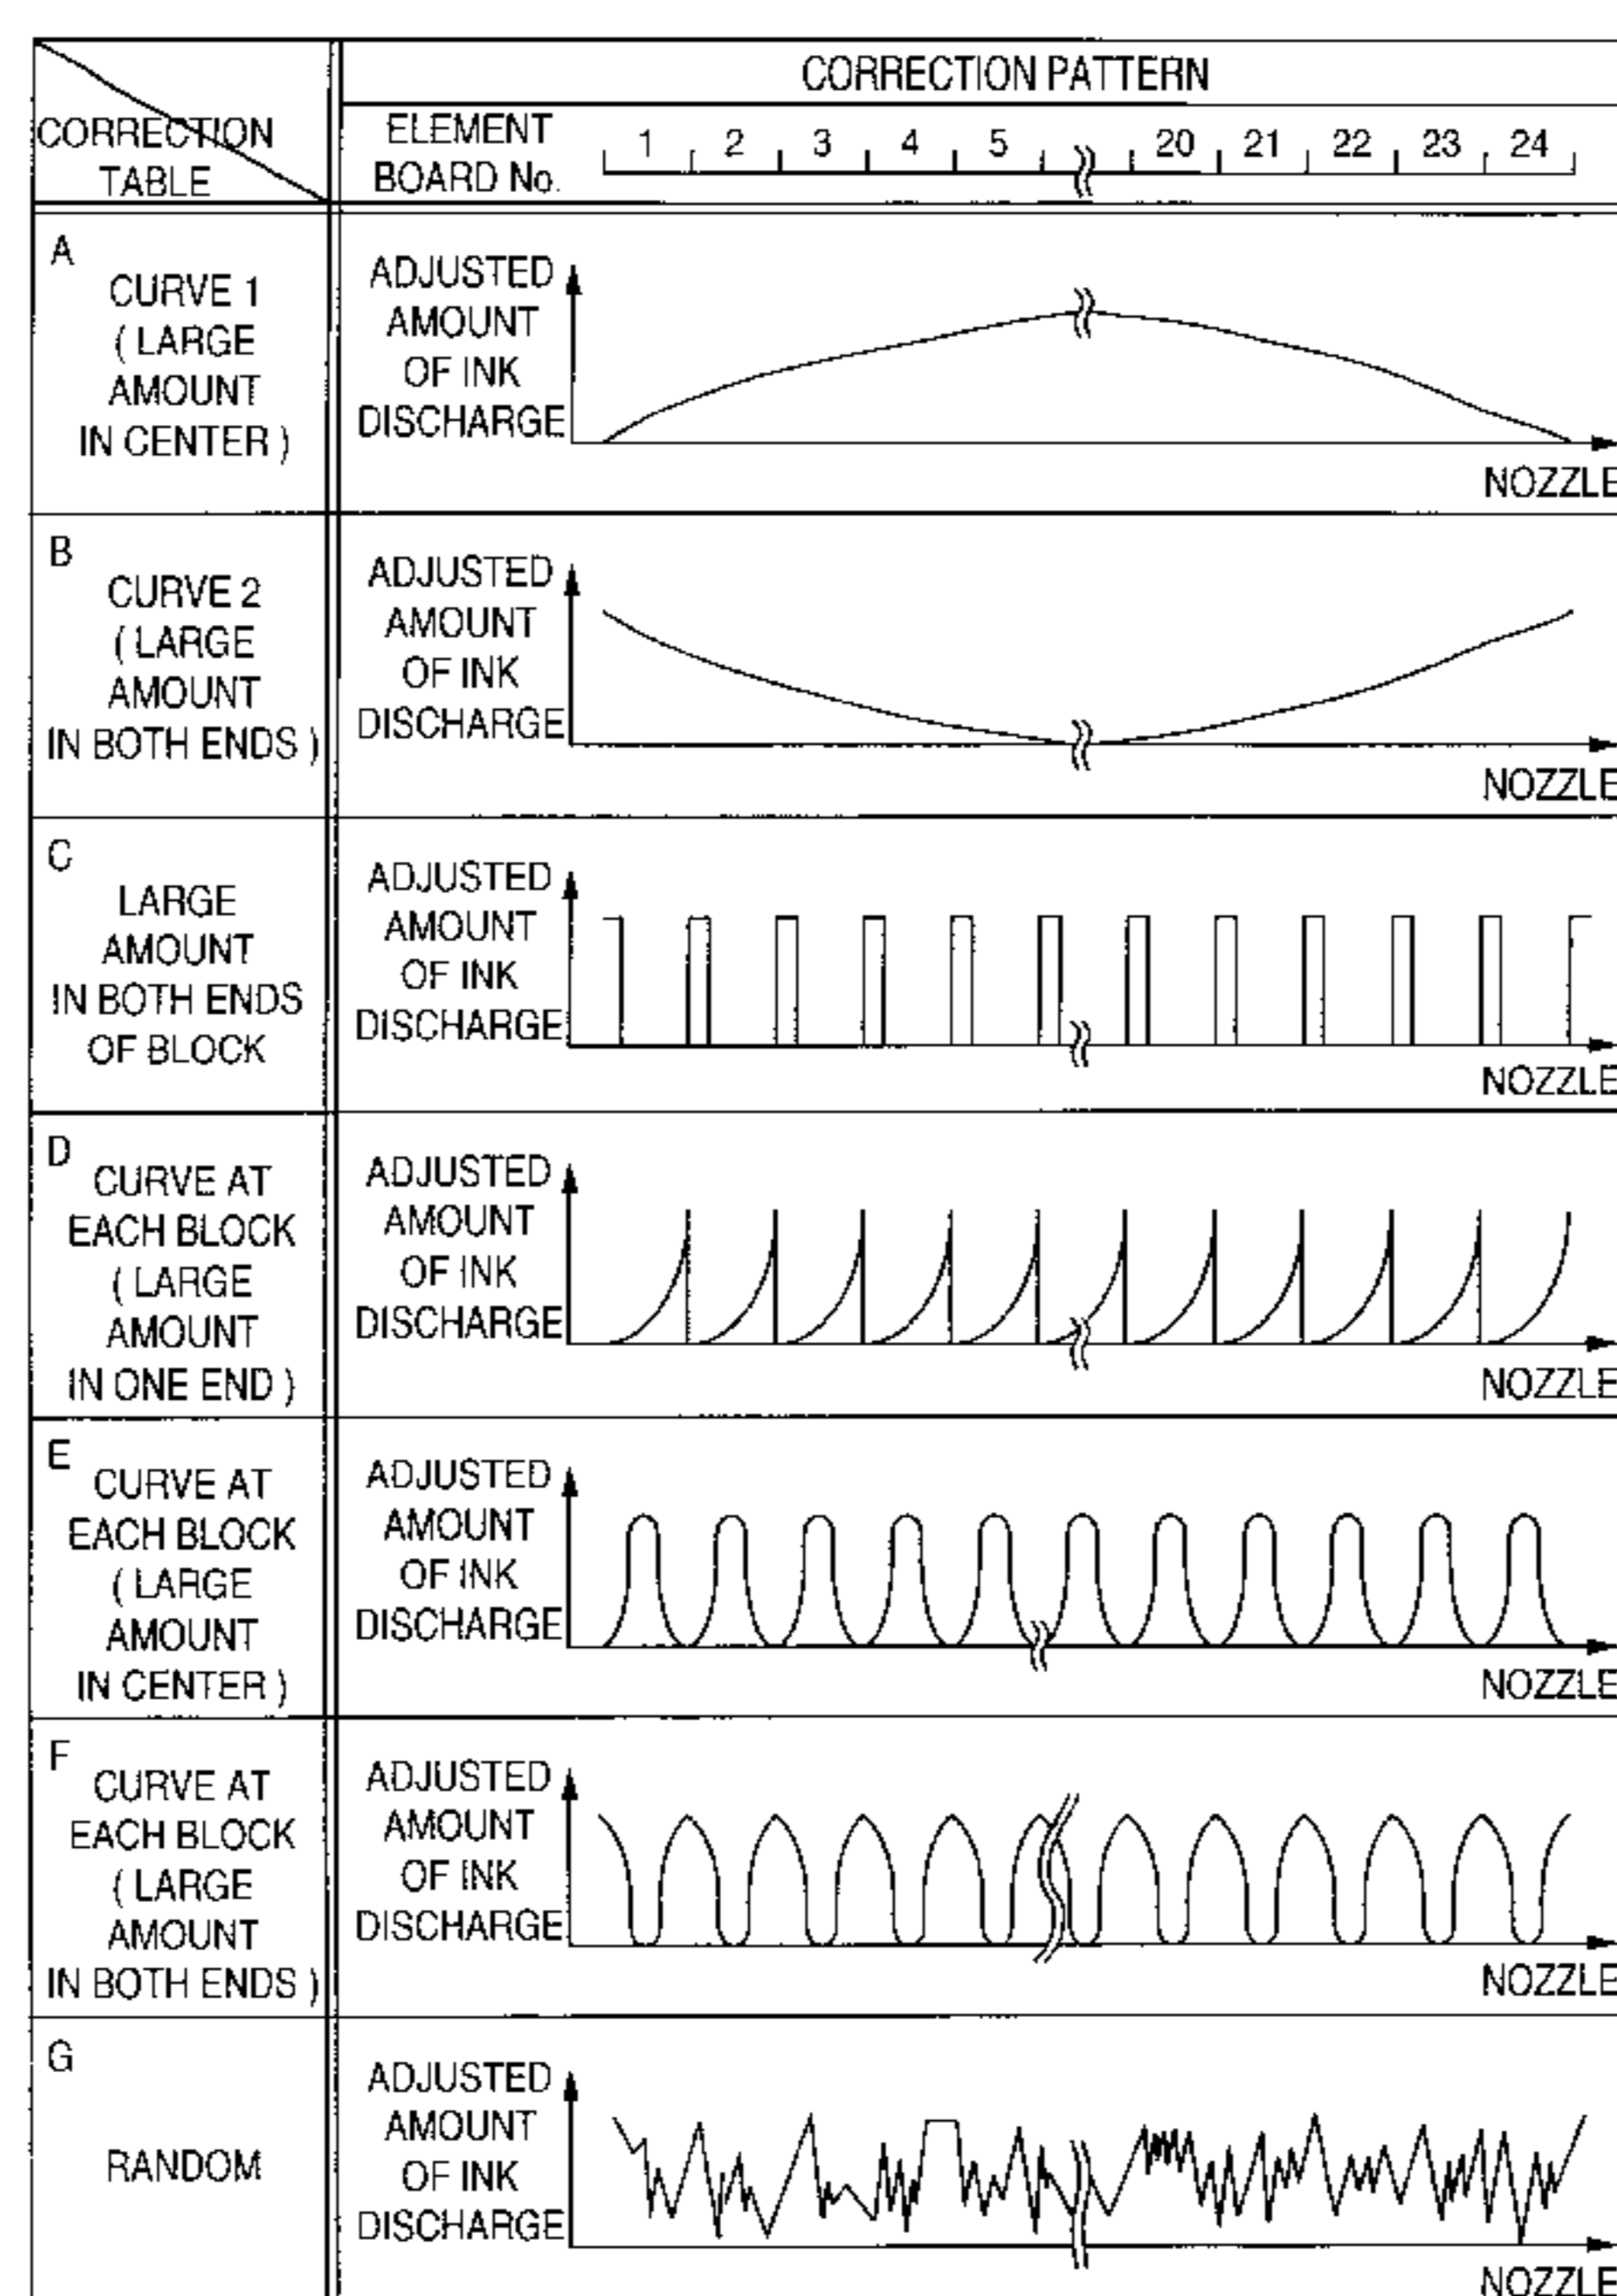 CORRECTION PATTERN
CORRECTION
TABLE
ELEMENT
BOARD No.
1 2 3 4 5 20 21 22 23 24
A
CURVE 1
( LARGE
AMOUNT
IN CENTER )
ADJUSTED
AMOUNT
OF INK
DISCHARGE
NOZZLE
B
CURVE 2
( LARGE
AMOUNT
IN BOTH ENDS )
ADJUSTED
AMOUNT
OF INK
DISCHARGE
NOZZLE
C
LARGE
AMOUNT
IN BOTH ENDS
OF BLOCK
ADJUSTED
AMOUNT
OF INK
DISCHARGE
NOZZLE
D
CURVE AT
EACH BLOCK
( LARGE
AMOUNT
IN ONE END )
ADJUSTED
AMOUNT
OF INK
DISCHARGE
NOZZLE
E
CURVE AT
EACH BLOCK
( LARGE
AMOUNT
IN CENTER )
ADJUSTED
AMOUNT
OF INK
DISCHARGE
NOZZLE
F
CURVE AT
EACH BLOCK
( LARGE
AMOUNT
IN BOTH ENDS )
ADJUSTED
AMOUNT
OF INK
DISCHARGE
NOZZLE
G
RANDOM
ADJUSTED
AMOUNT
OF INK
DISCHARGE
NOZZLE